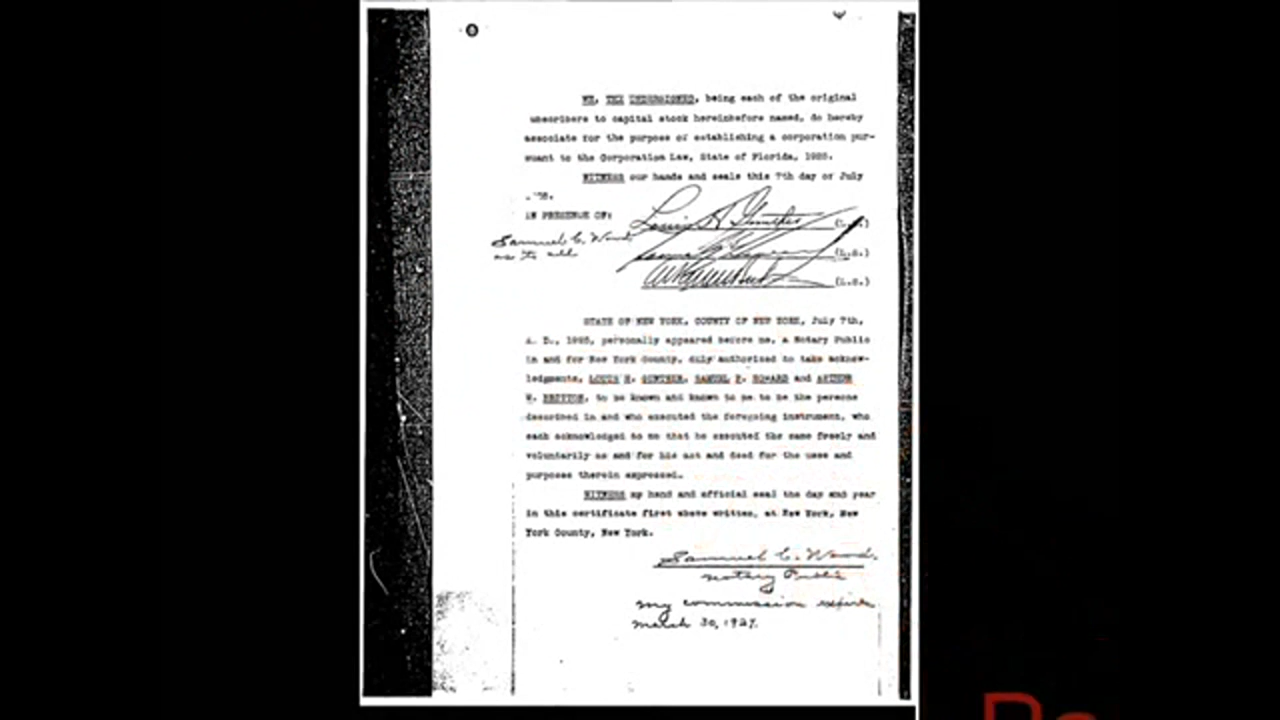 WE, THE UNDERSIGNED, being each of the original
ubscribers to capital stock hereinbefore named, do hereby
associate for the purpose of establishing a corporation pur-
suant to the Corporation Law, State of Florida, 1925.
WITNESS our hands and seals this 7th day of July
IN PRESENCE OF:
Samuel C. Wood
as to all
(L.S.)
(L.S.)
(L.S.)
STATE OF NEW YORK, COUNTY OF NEW YORK, July 7th,
A. D., 1925, personally appeared before me, a Notary Public
in and for New York County, duly authorized to take acknow-
ledgments, LOUIS H. GUNTHER, SAMUEL P. HOWARD and ARTHUR
W. BRITTON, to be known and known to me to be the persons
described in and who executed the foregoing instrument, who
each acknowledged to me that he executed the same freely and
voluntarily as and for his act and deed for the uses and
purposes therein expressed.
WITNESS my hand and official seal the day and year
in this certificate first above written, at New York, New
York County, New York.
Samuel C. Wood.
Notary Public
My commission expires
March 30, 1927.